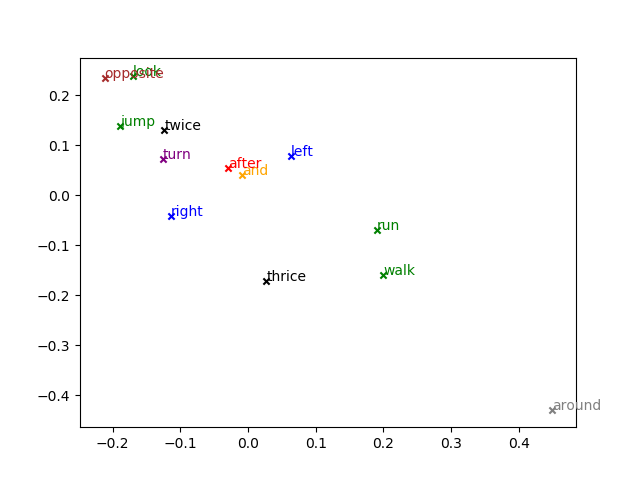 opposite
look
jump
twice
turn
left
after
and
right
run
walk
thrice
around
0.2
0.1
0.0
−0.1
−0.2
−0.3
−0.4
−0.2 −0.1 0.0 0.1 0.2 0.3 0.4